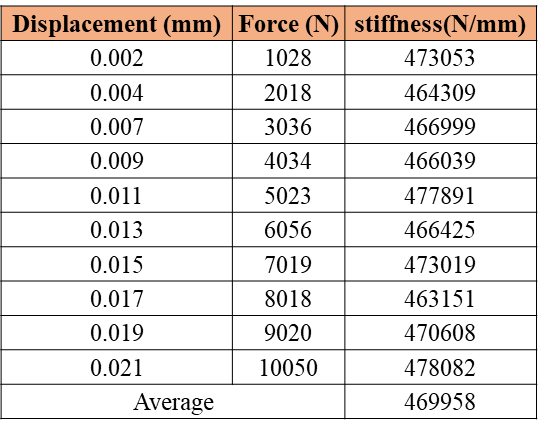 Displacement (mm) Force (N) stiffness(N/mm)
0.002 1028 473053
0.004 2018 464309
0.007 3036 466999
0.009 4034 466039
0.011 5023 477891
0.013 6056 466425
0.015 7019 473019
0.017 8018 463151
0.019 9020 470608
0.021 10050 478082
Average 469958